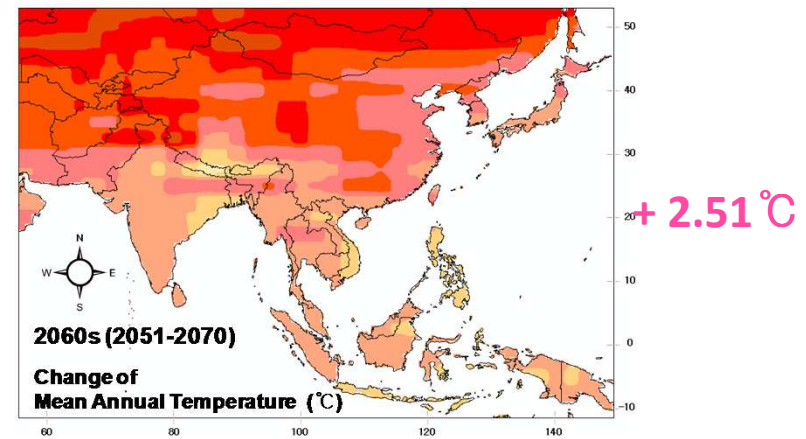 50
40
30
20
+ 2.51 ℃
10
0
-10
N
W E
S
2060s (2051-2070)
Change of
Mean Annual Temperature (℃)
60 80 100 120 140